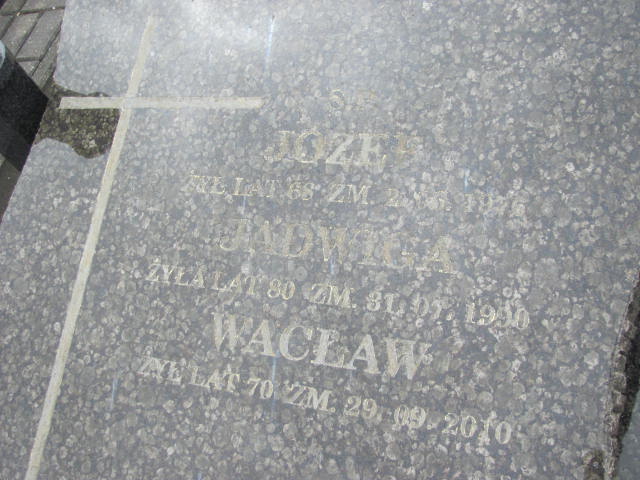 Ś. P.
JÓZEF
ŻYŁ LAT 68 ZM.
JADWIGA
ŻYŁA LAT 80 ZM. 31. 07. 1990
WACŁAW
ŻYŁ LAT 70 ZM. 29. 09. 2010